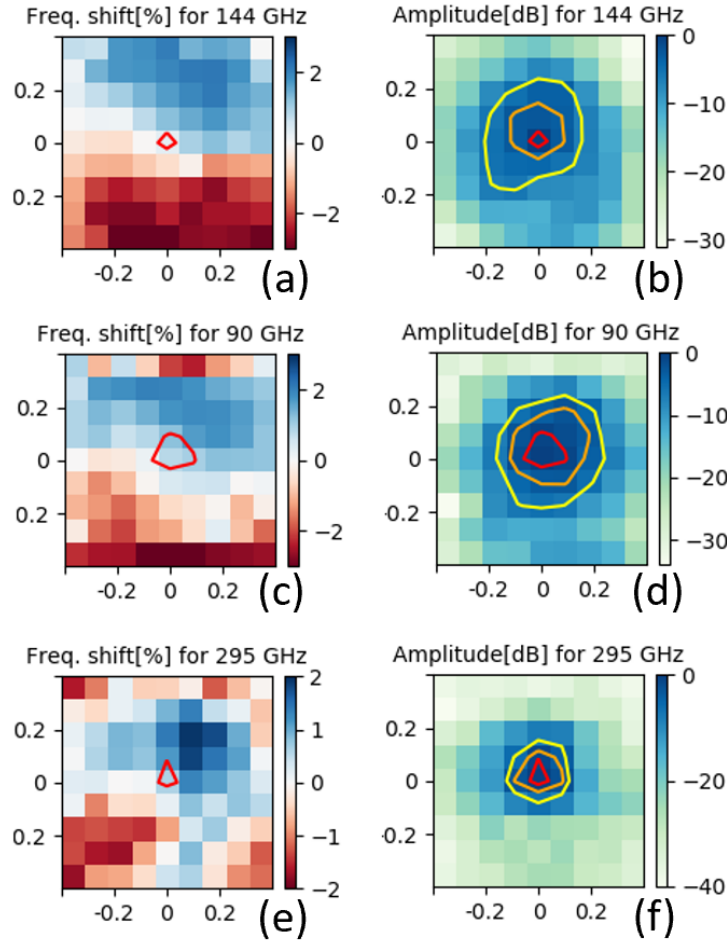 Freq. shift[%] for 144 GHz
0.2
0
0.2
-0.2 0 0.2
2
0
−2
(a)
Amplitude[dB] for 144 GHz
0.2
0
-0.2
-0.2 0 0.2
0
−10
−20
−30
(b)
Freq. shift[%] for 90 GHz
0.2
0
0.2
-0.2 0 0.2
2
0
−2
(c)
Amplitude[dB] for 90 GHz
0.2
0
-0.2
-0.2 0 0.2
0
−10
−20
−30
(d)
Freq. shift[%] for 295 GHz
0.2
0
0.2
-0.2 0 0.2
2
1
0
−1
−2
(e)
Amplitude[dB] for 295 GHz
0.2
0
0.2
-0.2 0 0.2
0
−20
−40
(f)